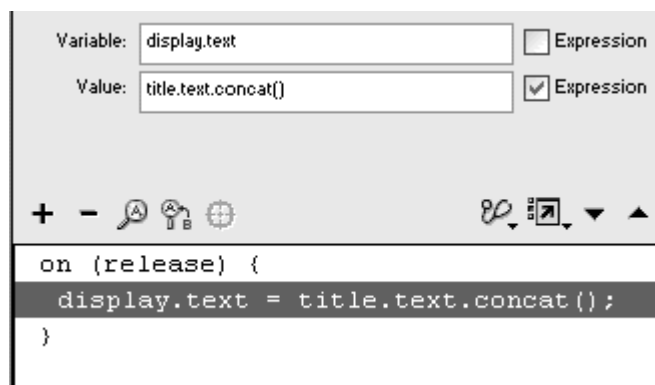 Variable: display.text Expression
Value: title.text.concat() Expression
on (release) {
display.text = title.text.concat();
}